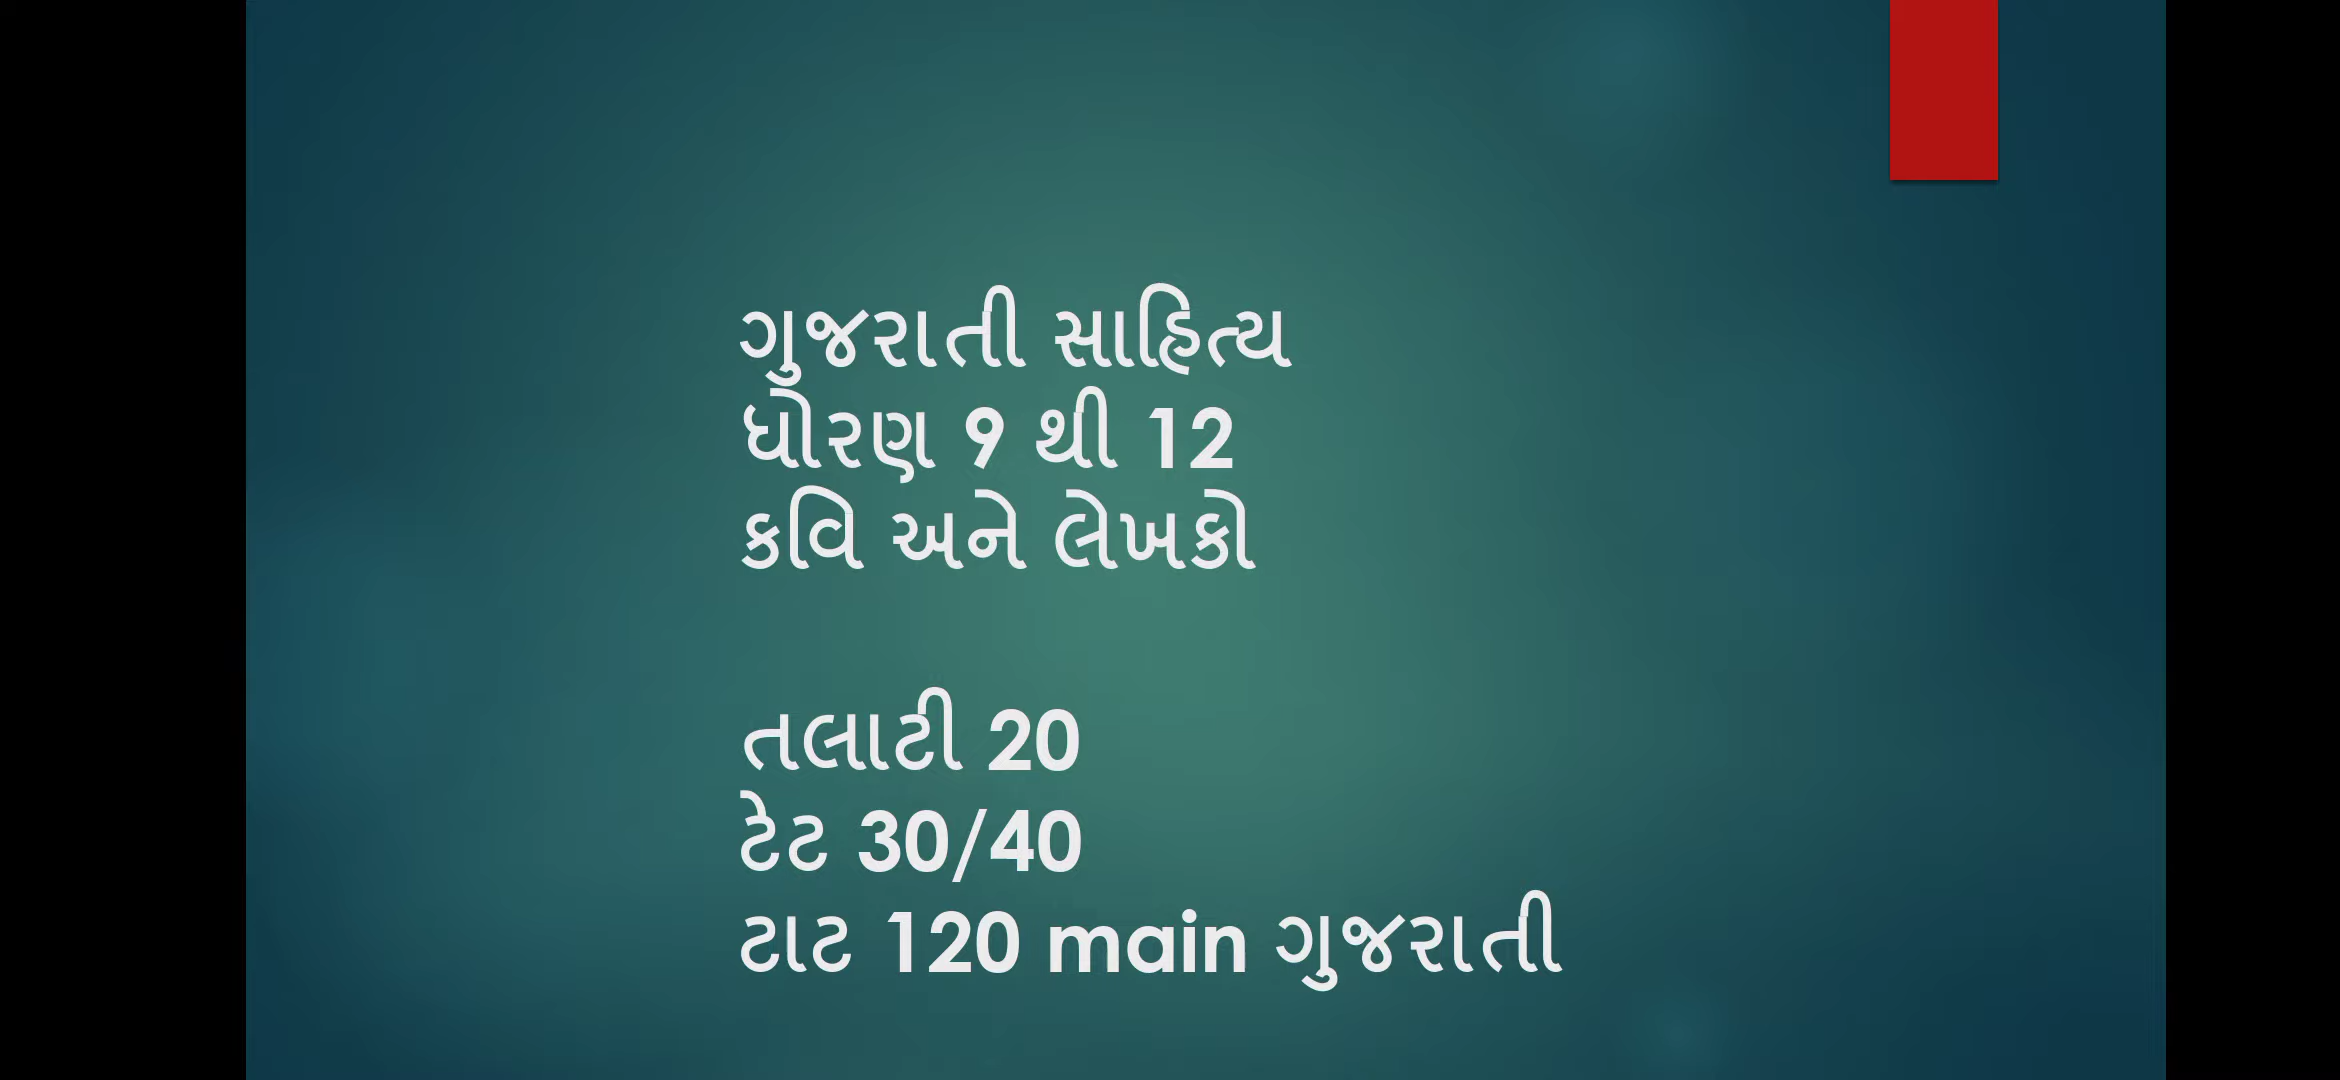 ગુજરાતી સાહિત્ય
ધોરણ 9 થી 12
કવિ અને લેખકો
તલાટી 20
ટેટ 30/40
ટાટ 120 main ગુજરાતી